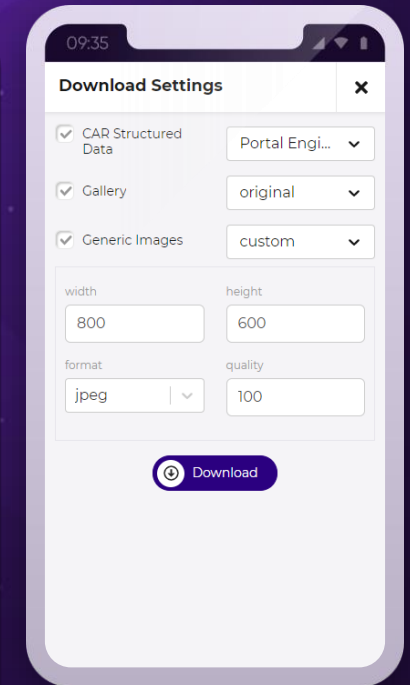 09:35
Download Settings
CAR Structured
Data
Portal Engi...
Gallery
original
Generic Images
custom
width
height
800
600
format
quality
jpeg
100
Download